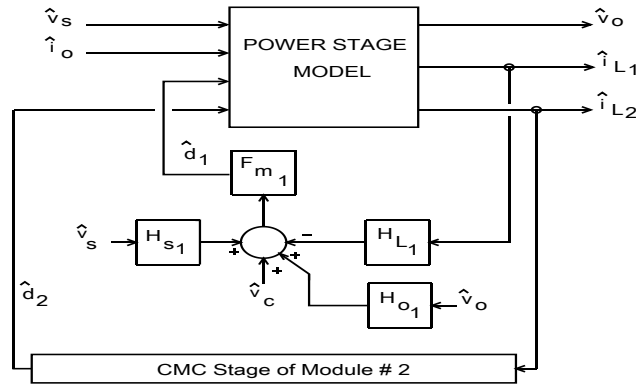 v̂s
îo
POWER STAGE
MODEL
v̂o
îL1
îL2
d̂1
Fm1
v̂s
Hs1
+
−
+
+
HL1
v̂c
Ho1
v̂o
d̂2
CMC Stage of Module # 2